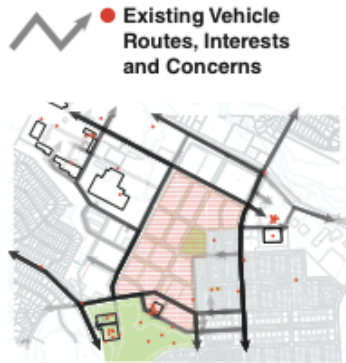 Existing Vehicle
Routes, Interests
and Concerns